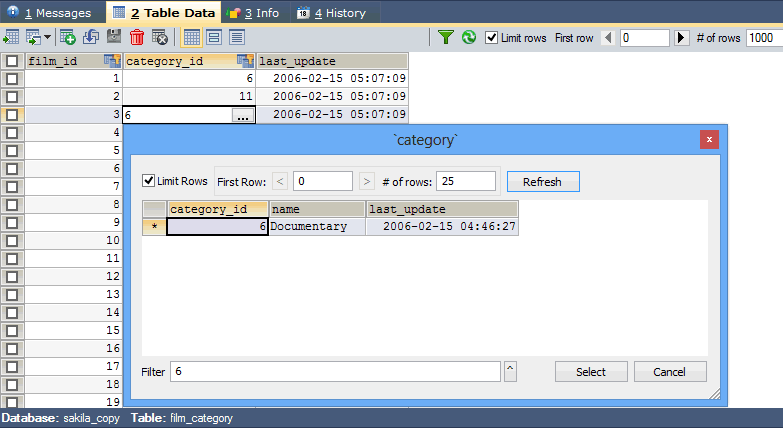 1 Messages 2 Table Data 3 Info 4 History
Limit rows First row 0 # of rows: 1000
film_id category_id last_update
1 6 2006-02-15 05:07:09
2 11 2006-02-15 05:07:09
3 6 ... 2006-02-15 05:07:09
4
`category` x
5
6
Limit Rows First Row: < 0 > # of rows: 25 Refresh
7
8
category_id name last_update
9
* 6 Documentary 2006-02-15 04:46:27
10
11
12
13
14
15
16
17
Filter 6 ^ Select Cancel
18
19
Database: sakila_copy Table: film_category